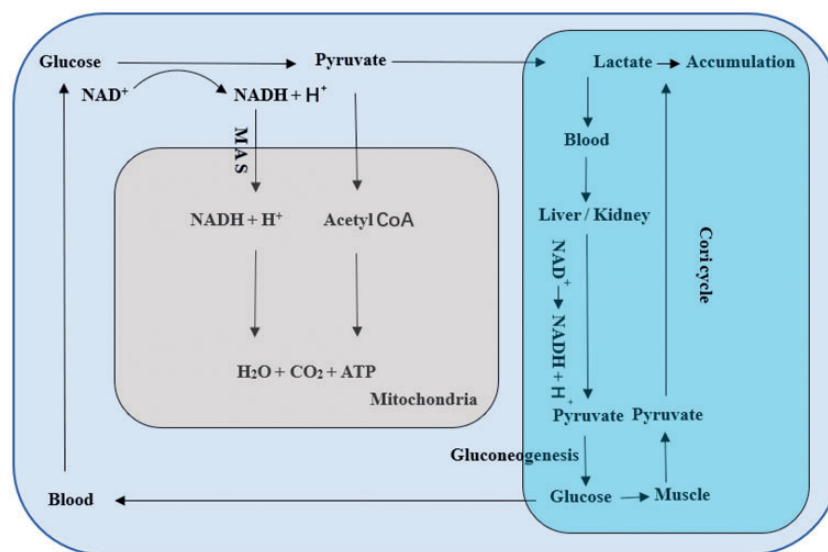 Glucose
Pyruvate
Lactate
Accumulation
NAD⁺
NADH + H⁺
MAS
Blood
NADH + H⁺
Acetyl CoA
Liver / Kidney
NAD⁺
NADH + H⁺
Cori cycle
H₂O + CO₂ + ATP
Mitochondria
Pyruvate
Pyruvate
Gluconeogenesis
Blood
Glucose
Muscle